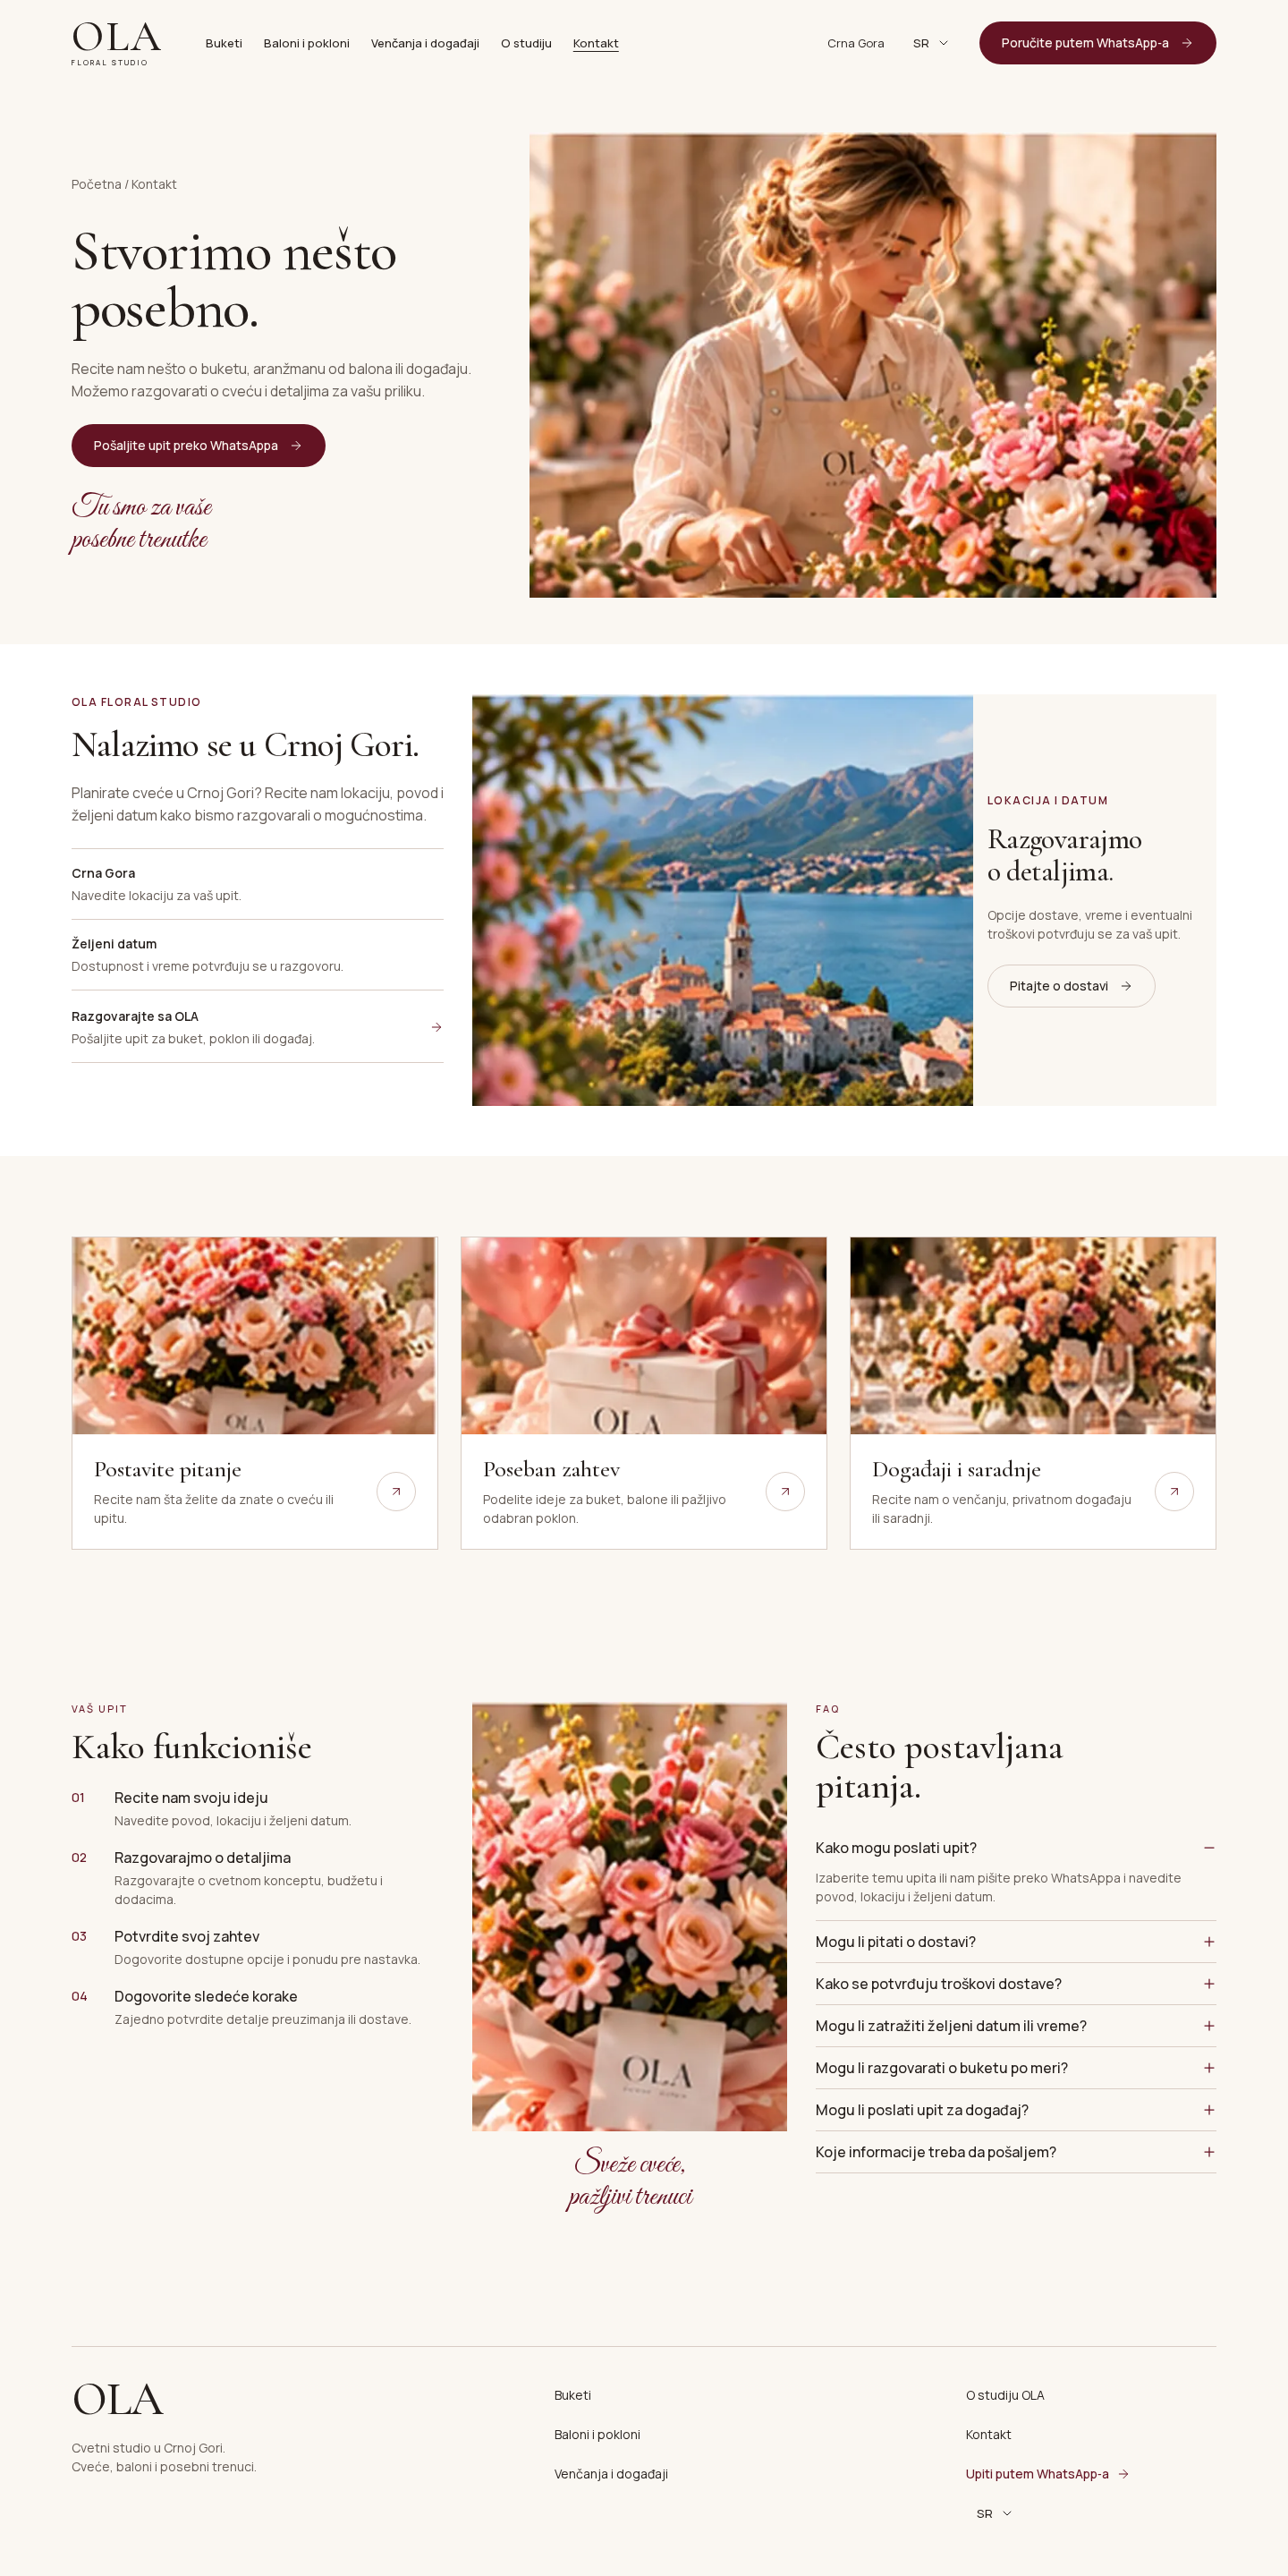 OLA
FLORAL STUDIO
Buketi
Baloni i pokloni
Venčanja i događaji
O studiju
Kontakt
Crna Gora
SR
Poručite putem WhatsApp-a
Početna / Kontakt
Stvorimo nešto
posebno.
Recite nam nešto o buketu, aranžmanu od balona ili događaju.
Možemo razgovarati o cveću i detaljima za vašu priliku.
Pošaljite upit preko WhatsAppa
Tu smo za vaše
posebne trenutke
OLA FLORAL STUDIO
Nalazimo se u Crnoj Gori.
Planirate cveće u Crnoj Gori? Recite nam lokaciju, povod i
željeni datum kako bismo razgovarali o mogućnostima.
Crna Gora
Navedite lokaciju za vaš upit.
Željeni datum
Dostupnost i vreme potvrđuju se u razgovoru.
Razgovarajte sa OLA
Pošaljite upit za buket, poklon ili događaj.
LOKACIJA I DATUM
Razgovarajmo
o detaljima.
Opcije dostave, vreme i eventualni
troškovi potvrđuju se za vaš upit.
Pitajte o dostavi
OLA
OLA
Postavite pitanje
Recite nam šta želite da znate o cveću ili
upitu.
Poseban zahtev
Podelite ideje za buket, balone ili pažljivo
odabran poklon.
Događaji i saradnje
Recite nam o venčanju, privatnom događaju
ili saradnji.
VAŠ UPIT
Kako funkcioniše
01
Recite nam svoju ideju
Navedite povod, lokaciju i željeni datum.
02
Razgovarajmo o detaljima
Razgovarajte o cvetnom konceptu, budžetu i
dodacima.
03
Potvrdite svoj zahtev
Dogovorite dostupne opcije i ponudu pre nastavka.
04
Dogovorite sledeće korake
Zajedno potvrdite detalje preuzimanja ili dostave.
OLA
Sveže cveće,
pažljivi trenuci
FAQ
Često postavljana
pitanja.
Kako mogu poslati upit?
Izaberite temu upita ili nam pišite preko WhatsAppa i navedite
povod, lokaciju i željeni datum.
Mogu li pitati o dostavi?
Kako se potvrđuju troškovi dostave?
Mogu li zatražiti željeni datum ili vreme?
Mogu li razgovarati o buketu po meri?
Mogu li poslati upit za događaj?
Koje informacije treba da pošaljem?
OLA
Cvetni studio u Crnoj Gori.
Cveće, baloni i posebni trenuci.
Buketi
Baloni i pokloni
Venčanja i događaji
O studiju OLA
Kontakt
Upiti putem WhatsApp-a
SR